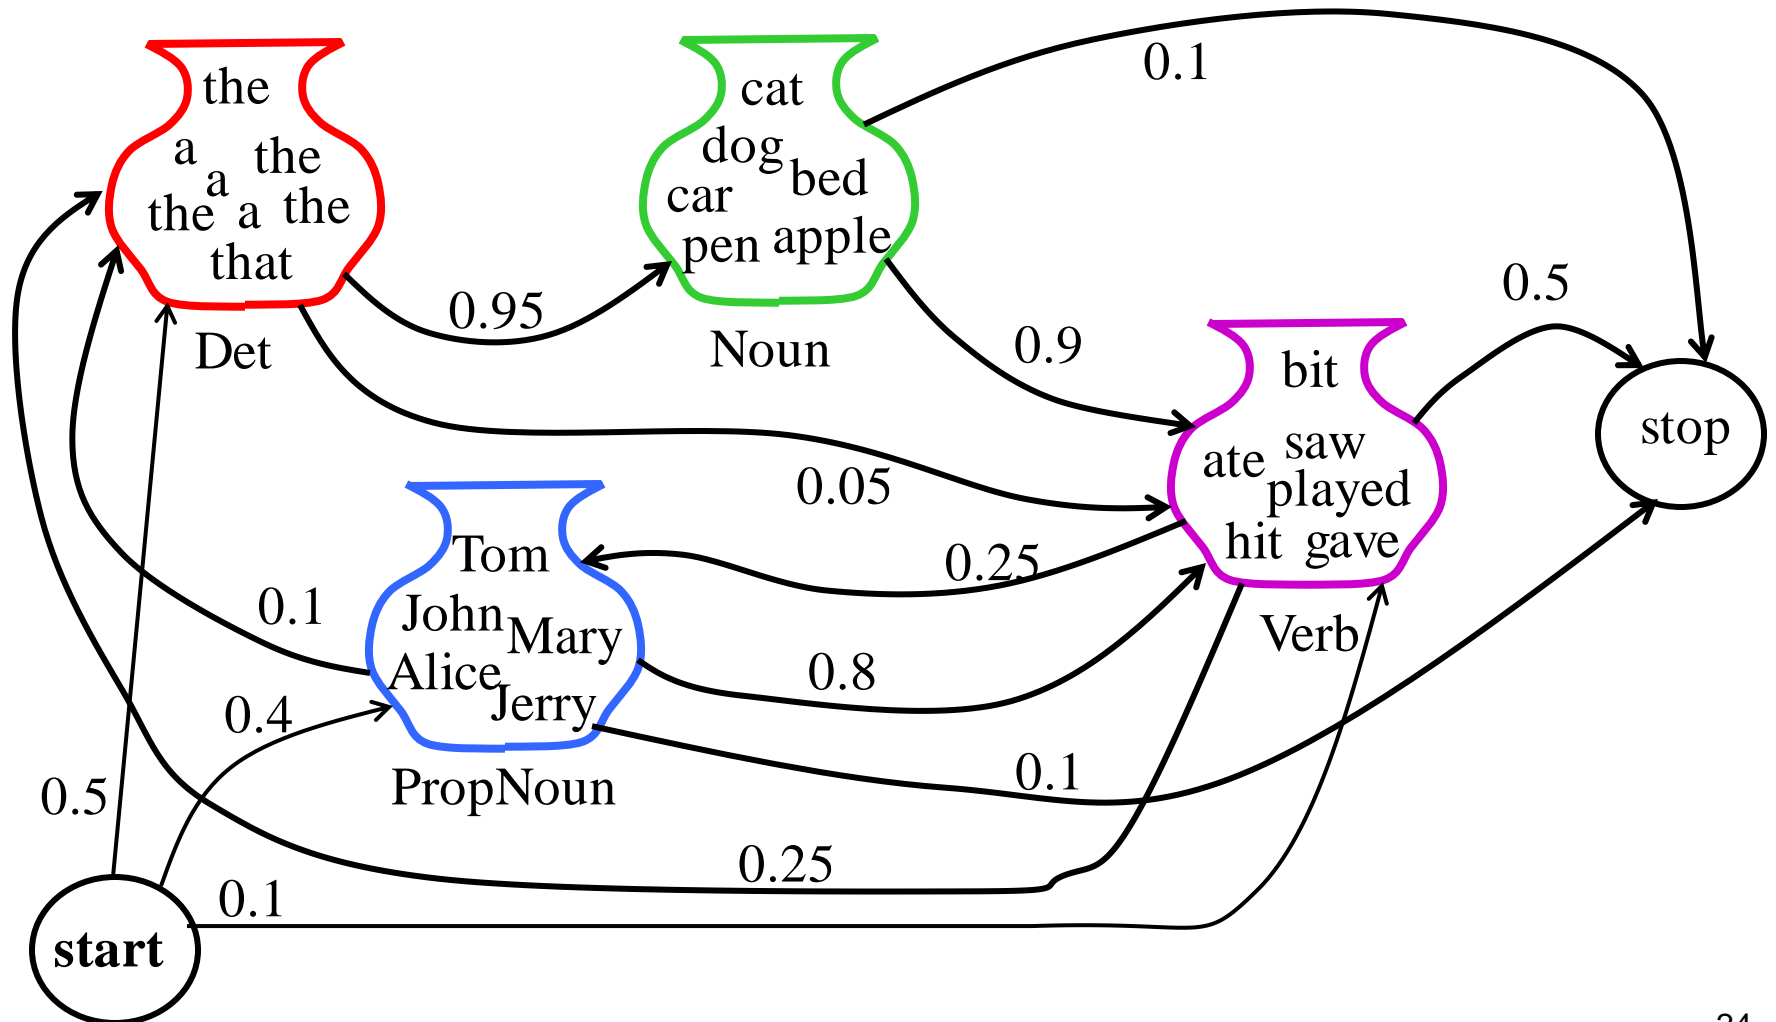 the
a
the
a
the
a
the
that
Det
0.95
cat
dog
bed
car
pen
apple
Noun
0.1
0.9
0.5
bit
saw
ate
played
hit
gave
Verb
stop
0.05
0.25
Tom
John
Mary
Alice
Jerry
PropNoun
0.1
0.8
0.4
0.1
0.5
0.25
0.1
start